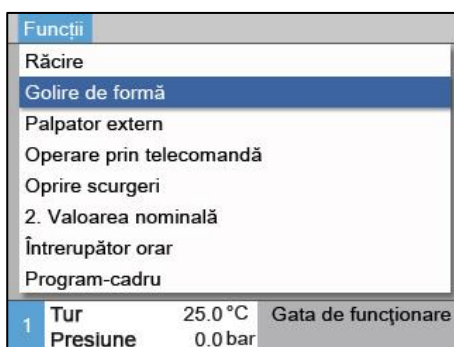 Funcții
Răcire
Golire de formă
Palpator extern
Operare prin telecomandă
Oprire scurgeri
2. Valoarea nominală
Întrerupător orar
Program-cadru
1 Tur 25.0 °C Gata de funcţionare
Presiune 0.0 bar